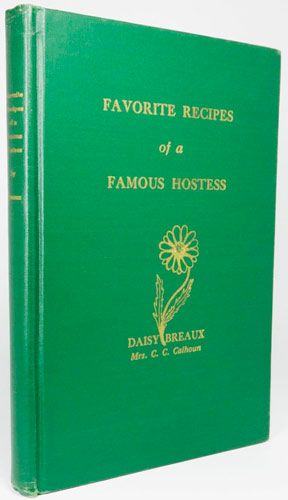 FAVORITE RECIPES
of a
FAMOUS HOSTESS
DAISY BREAUX
Mrs. C. C. Calhoun